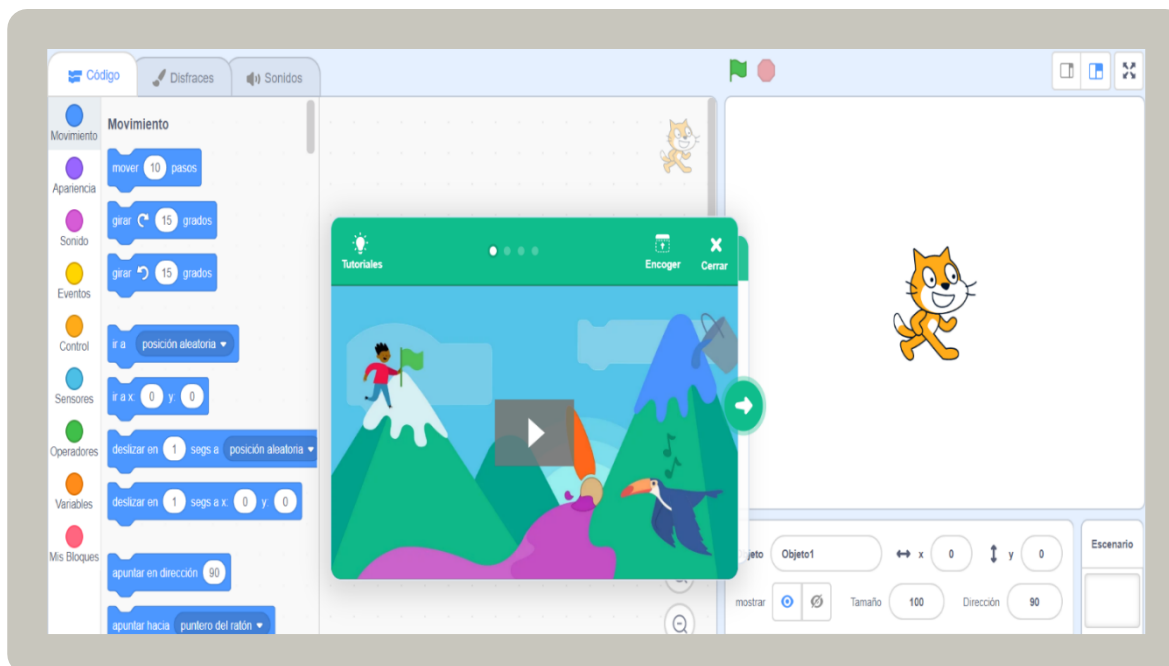 Código
Disfraces
Sonidos
Movimiento
Apariencia
Sonido
Eventos
Control
Sensores
Operadores
Variables
Mis Bloques
Movimiento
mover 10 pasos
girar 15 grados
girar 15 grados
ir a posición aleatoria
ir a x: 0 y: 0
deslizar en 1 segs a posición aleatoria
deslizar en 1 segs a x: 0 y: 0
apuntar en dirección 90
apuntar hacia puntero del ratón
Tutoriales
Encoger
Cerrar
Objeto1
x 0
y 0
mostrar
Tamaño 100
Dirección 90
Escenario